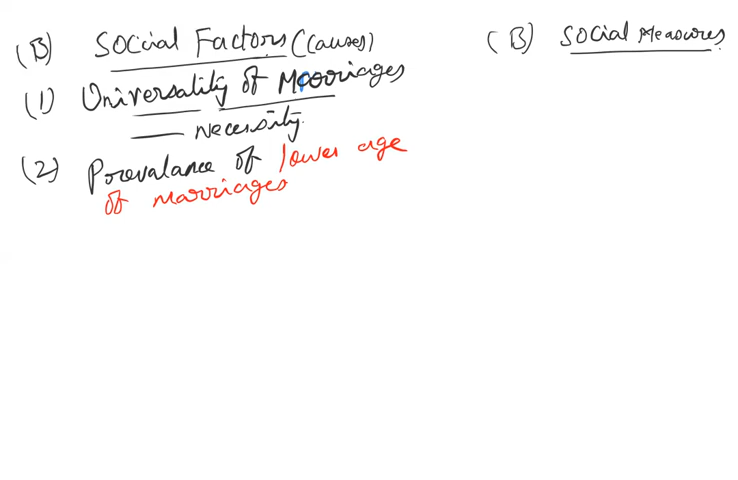 (B) Social Factors (Causes)
(1) Universality of Marriages
— Necessity
(2) Prevalance of lower age
of marriages
(B) Social Measures